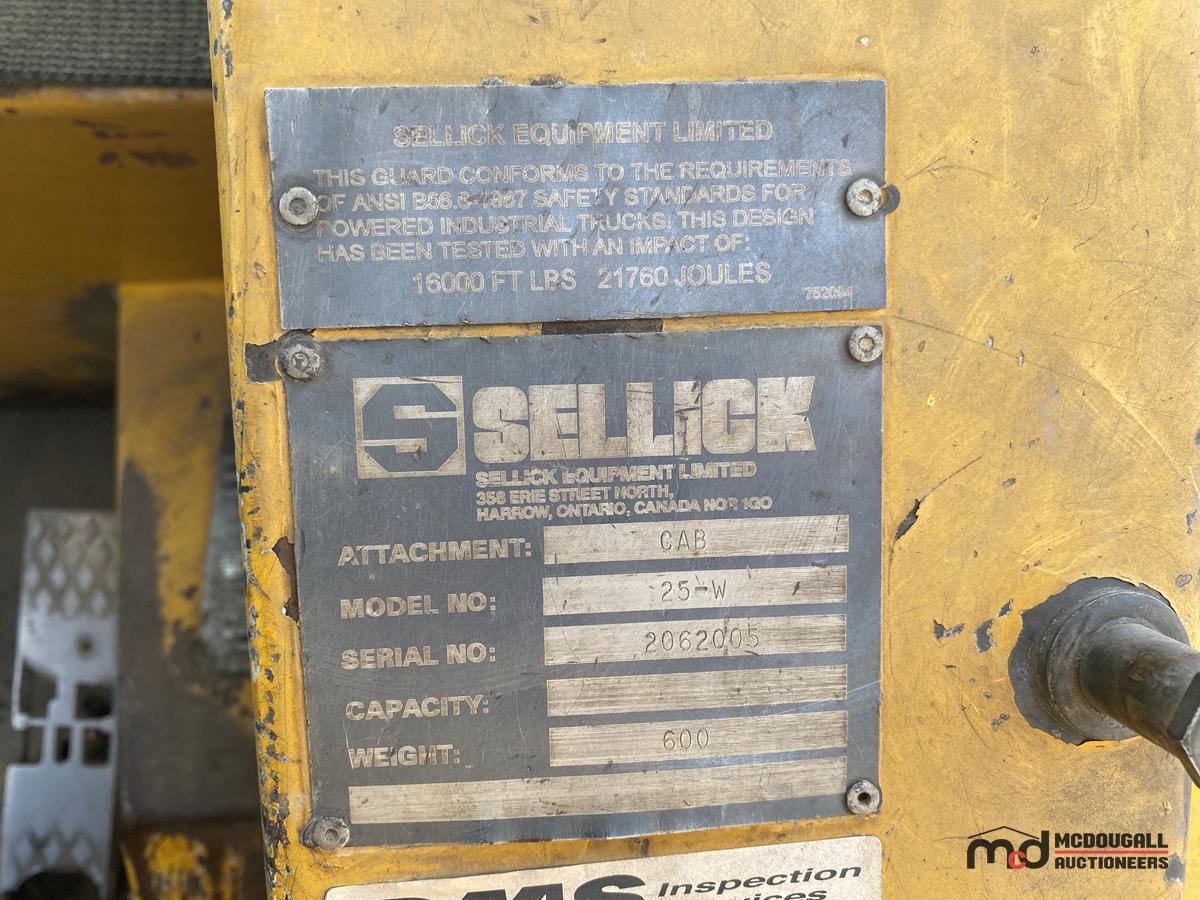 SELLICK EQUIPMENT LIMITED
THIS GUARD CONFORMS TO THE REQUIREMENTS
OF ANSI B56.6-1987 SAFETY STANDARDS FOR
POWERED INDUSTRIAL TRUCKS. THIS DESIGN
HAS BEEN TESTED WITH AN IMPACT OF:
16000 FT LBS 21760 JOULES
752094
S SELLICK
SELLICK EQUIPMENT LIMITED
358 ERIE STREET NORTH,
HARROW, ONTARIO, CANADA N0R 1G0
ATTACHMENT: CAB
MODEL NO: 25-W
SERIAL NO: 2062005
CAPACITY:
WEIGHT: 600
Inspection
mcd MCDOUGALL
AUCTIONEERS